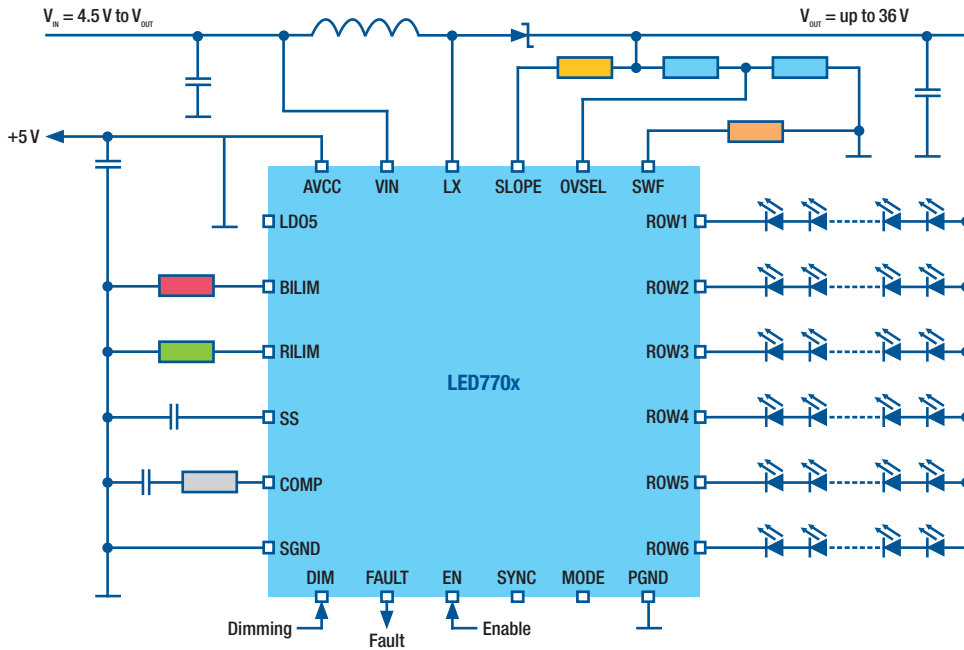 VIN = 4.5 V to VOUT
VOUT = up to 36 V
+5 V
AVCC
VIN
LX
SLOPE
OVSEL
SWF
LDO5
BILIM
RILIM
SS
COMP
SGND
LED770x
ROW1
ROW2
ROW3
ROW4
ROW5
ROW6
DIM
FAULT
EN
SYNC
MODE
PGND
Dimming
Fault
Enable